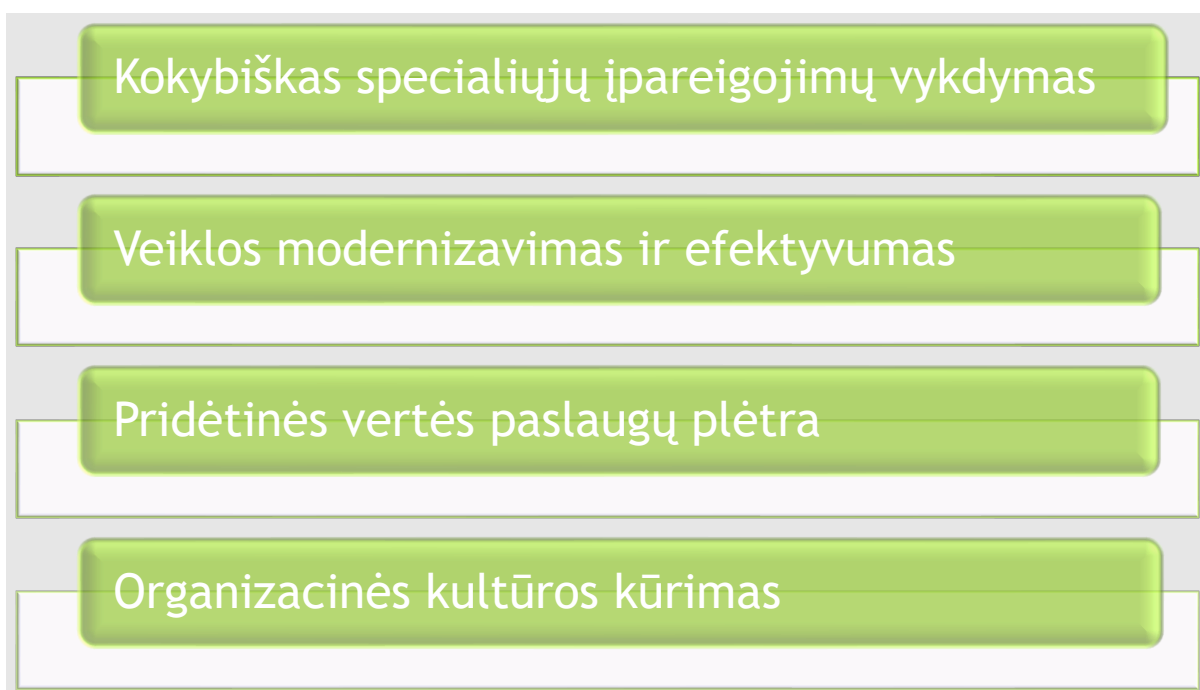 Kokybiškas specialiųjų įpareigojimų vykdymas
Veiklos modernizavimas ir efektyvumas
Pridėtinės vertės paslaugų plėtra
Organizacinės kultūros kūrimas